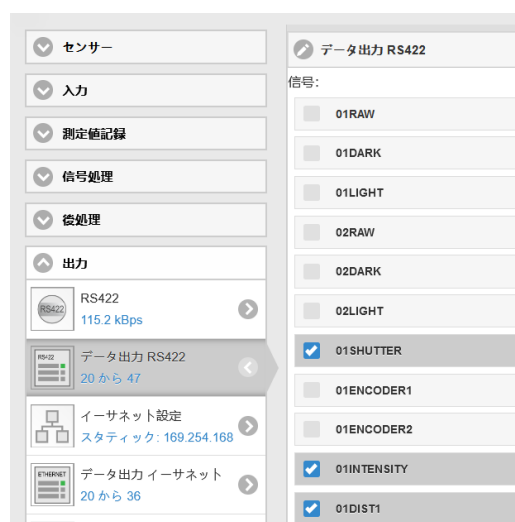 センサー
入力
測定値記録
信号処理
後処理
出力
RS422
RS422
115.2 kBps
RS422
データ出力 RS422
20 から 47
イーサネット設定
スタティック: 169.254.168
ETHERNET
データ出力 イーサネット
20 から 36
データ出力 RS422
信号:
01RAW
01DARK
01LIGHT
02RAW
02DARK
02LIGHT
01SHUTTER
01ENCODER1
01ENCODER2
01INTENSITY
01DIST1